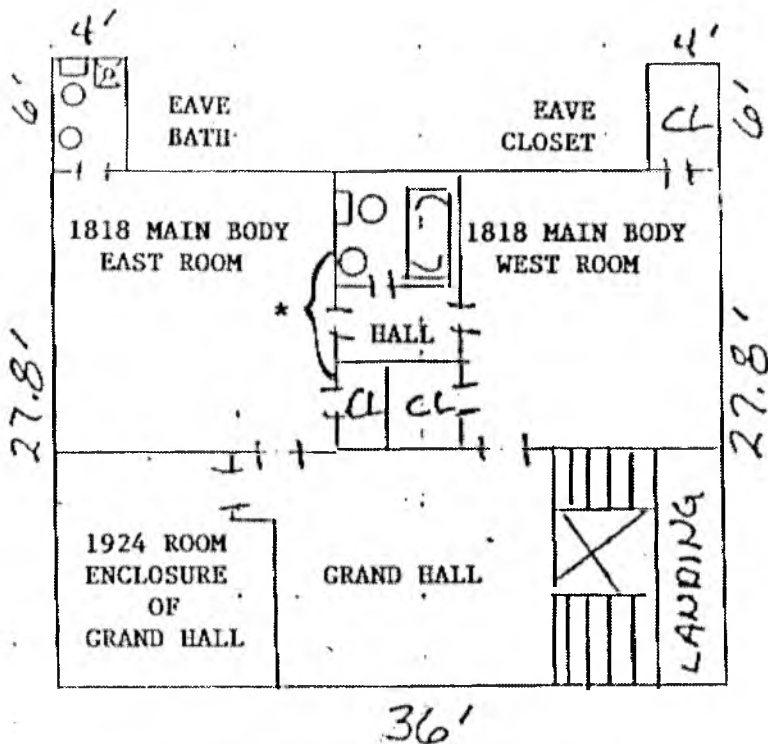 4'
4'
6'
EAVE
BATH
EAVE
CLOSET
CL
6'
1818 MAIN BODY
EAST ROOM
1818 MAIN BODY
WEST ROOM
*
HALL
27.8'
CL
CL
27.8'
1924 ROOM
ENCLOSURE
OF
GRAND HALL
GRAND HALL
LANDING
36'